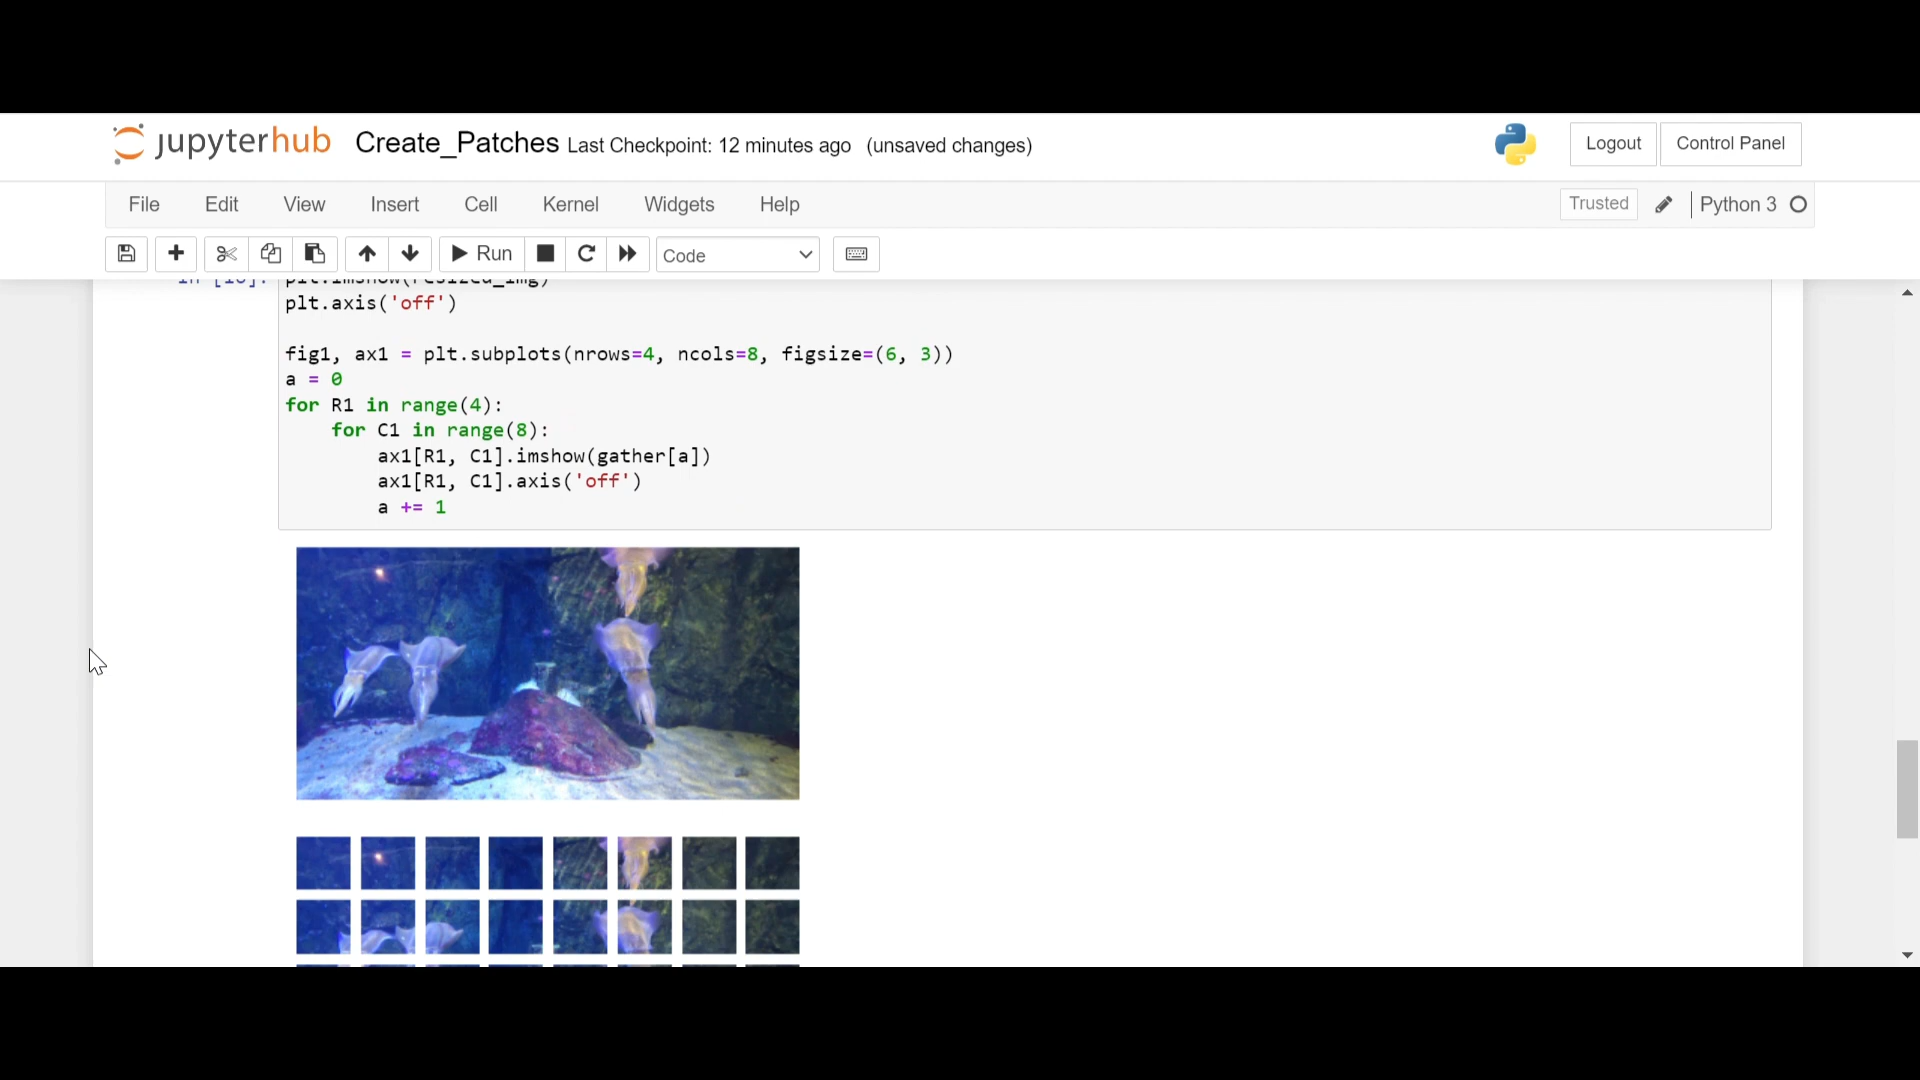 jupyterhub Create_Patches Last Checkpoint: 12 minutes ago (unsaved changes) Logout Control Panel
File Edit View Insert Cell Kernel Widgets Help Trusted Python 3
Run Code
plt.imshow(resized_img)
plt.axis('off')
fig1, ax1 = plt.subplots(nrows=4, ncols=8, figsize=(6, 3))
a = 0
for R1 in range(4):
for C1 in range(8):
ax1[R1, C1].imshow(gather[a])
ax1[R1, C1].axis('off')
a += 1